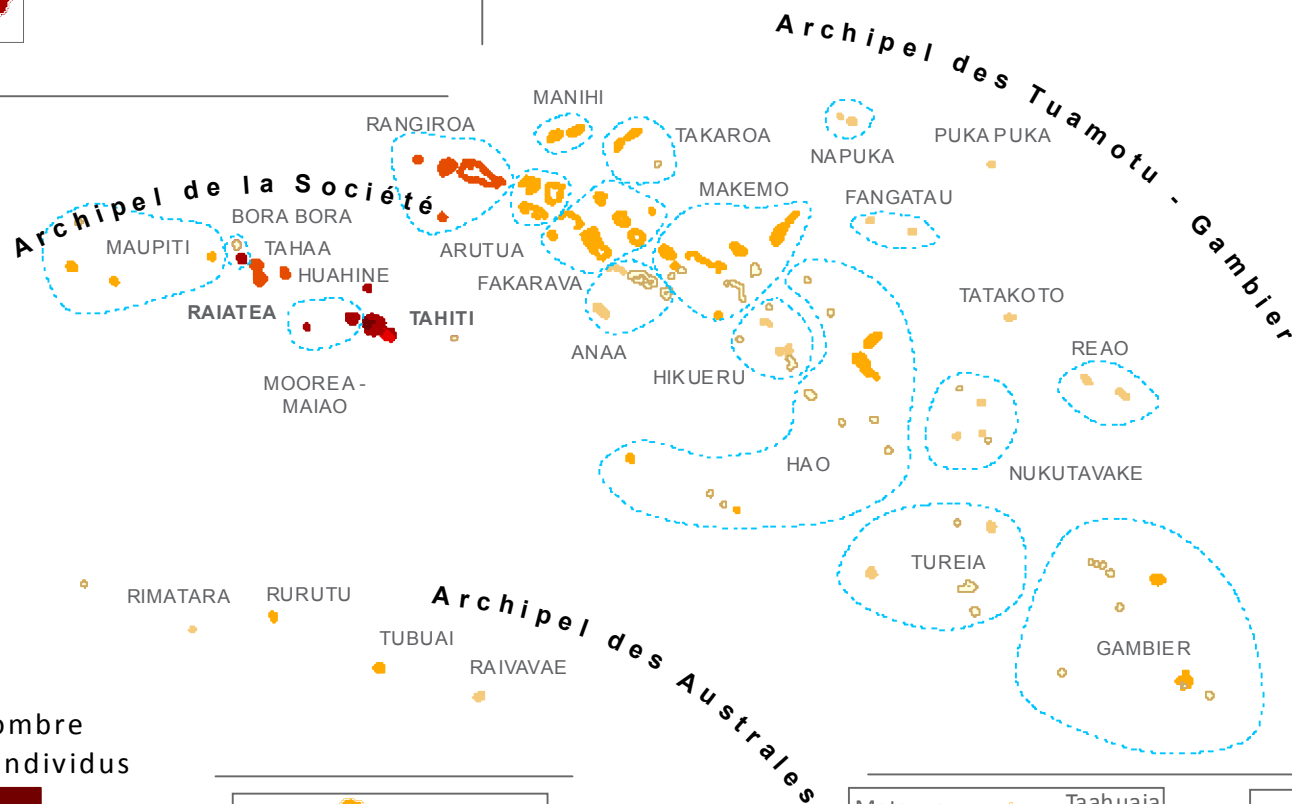 Archipel des Tuamotu - Gambier
MANIHI
RANGIROA
TAKAROA
NAPUKA
PUKA PUKA
Archipel de la Société
MAKEMO
FANGATAU
BORA BORA
MAUPITI
TAHAA
ARUTUA
HUAHINE
FAKARAVA
RAIATEA
TAHITI
TATAKOTO
ANAA
REAO
HIKUERU
MOOREA -
MAIAO
HAO
NUKUTAVAKE
TUREIA
RIMATARA
RURUTU
Archipel des Australes
TUBUAI
RAIVAVAE
GAMBIER
ombre
ndividus
Taahuaia